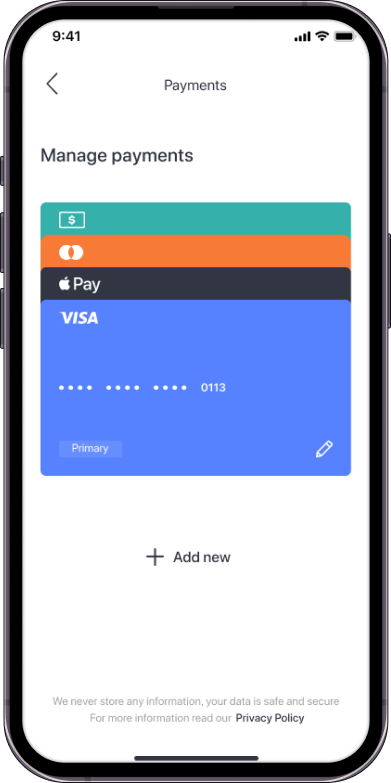 9:41
Payments
Manage payments
$
Pay
VISA
•••• •••• •••• 0113
Primary
Add new
We never store any information, your data is safe and secure
For more information read our Privacy Policy